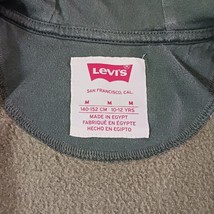 Levi's
SAN FRANCISCO, CAL.
M M M
140-152 CM 10-12 YRS
MADE IN EGYPT
FABRIQUÉ EN ÉGYPTE
HECHO EN EGIPTO